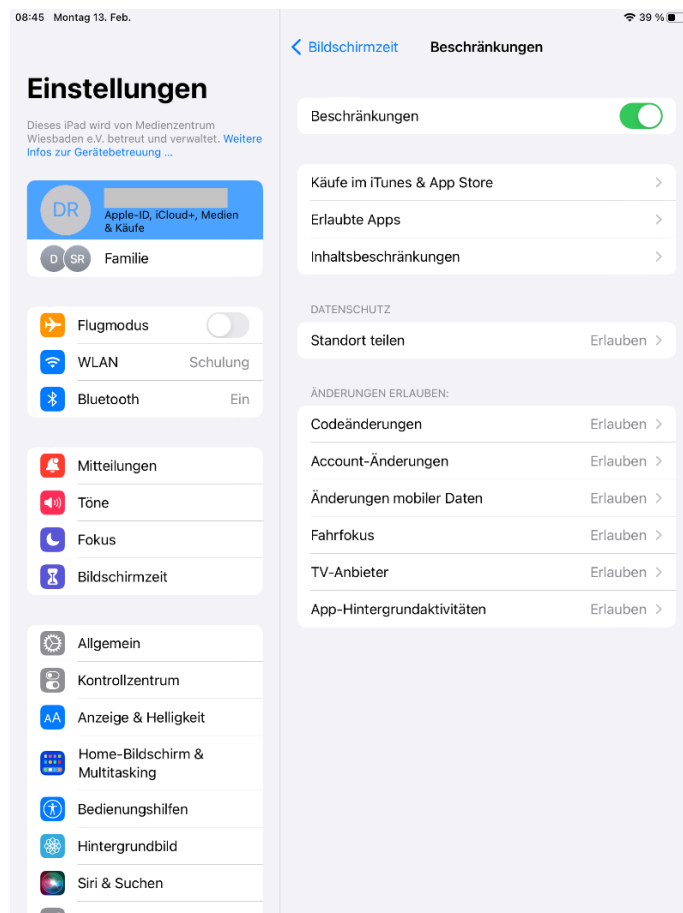 08:45 Montag 13. Feb.
39 %
Einstellungen
Dieses iPad wird von Medienzentrum
Wiesbaden e.V. betreut und verwaltet. Weitere
Infos zur Gerätebetreuung ...
DR
Apple-ID, iCloud+, Medien
& Käufe
D SR Familie
Flugmodus
WLAN Schulung
Bluetooth Ein
Mitteilungen
Töne
Fokus
Bildschirmzeit
Allgemein
Kontrollzentrum
AA Anzeige & Helligkeit
Home-Bildschirm &
Multitasking
Bedienungshilfen
Hintergrundbild
Siri & Suchen
Bildschirmzeit Beschränkungen
Beschränkungen
Käufe im iTunes & App Store
Erlaubte Apps
Inhaltsbeschränkungen
DATENSCHUTZ
Standort teilen Erlauben
ÄNDERUNGEN ERLAUBEN:
Codeänderungen Erlauben
Account-Änderungen Erlauben
Änderungen mobiler Daten Erlauben
Fahrfokus Erlauben
TV-Anbieter Erlauben
App-Hintergrundaktivitäten Erlauben